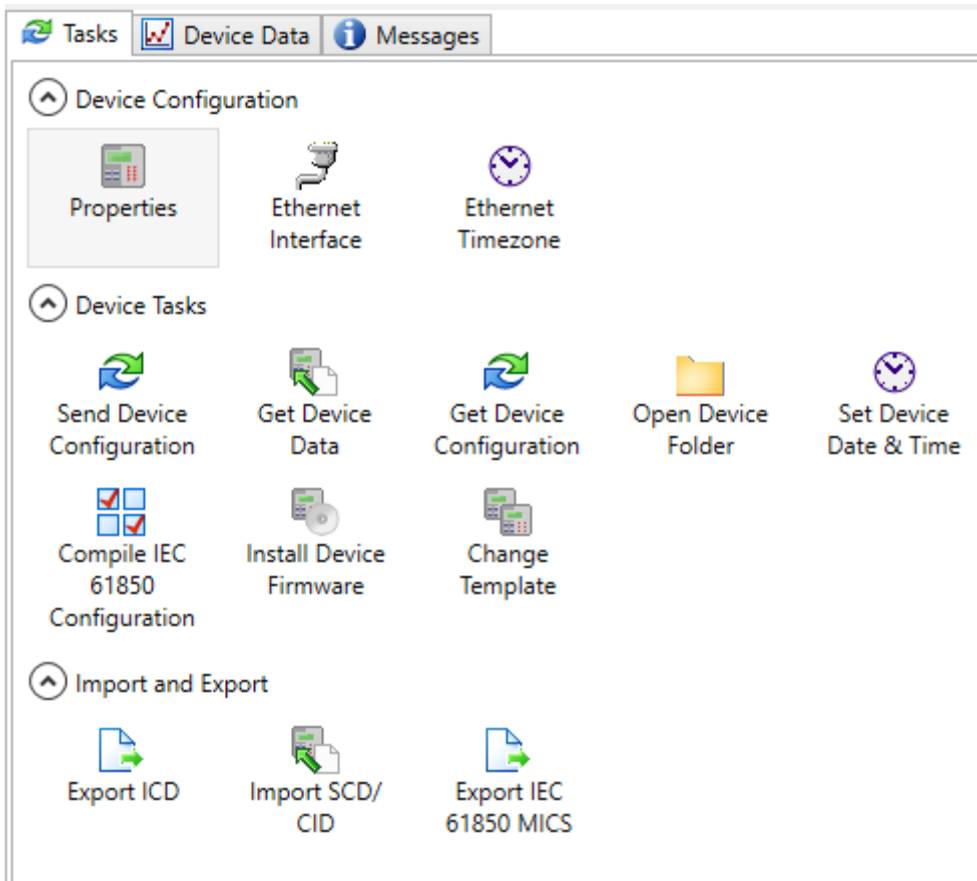 Tasks Device Data Messages
Device Configuration
Properties Ethernet Ethernet
Interface Timezone
Device Tasks
Send Device Get Device Get Device Open Device Set Device
Configuration Data Configuration Folder Date & Time
Compile IEC Install Device Change
61850 Firmware Template
Configuration
Import and Export
Export ICD Import SCD/ Export IEC
CID 61850 MICS